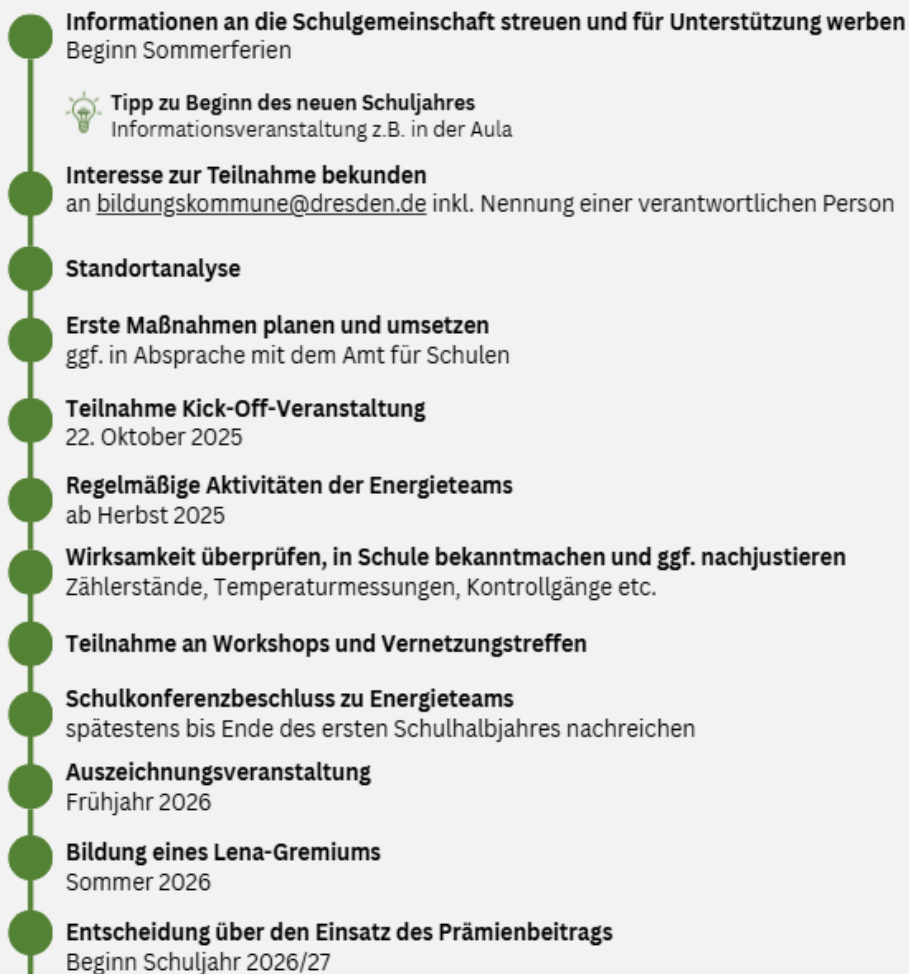 Informationen an die Schulgemeinschaft streuen und für Unterstützung werben
Beginn Sommerferien
Tipp zu Beginn des neuen Schuljahres
Informationsveranstaltung z.B. in der Aula
Interesse zur Teilnahme bekunden
an bildungskommune@dresden.de inkl. Nennung einer verantwortlichen Person
Standortanalyse
Erste Maßnahmen planen und umsetzen
ggf. in Absprache mit dem Amt für Schulen
Teilnahme Kick-Off-Veranstaltung
22. Oktober 2025
Regelmäßige Aktivitäten der Energieteams
ab Herbst 2025
Wirksamkeit überprüfen, in Schule bekanntmachen und ggf. nachjustieren
Zählerstände, Temperaturmessungen, Kontrollgänge etc.
Teilnahme an Workshops und Vernetzungstreffen
Schulkonferenzbeschluss zu Energieteams
spätestens bis Ende des ersten Schulhalbjahres nachreichen
Auszeichnungsveranstaltung
Frühjahr 2026
Bildung eines Lena-Gremiums
Sommer 2026
Entscheidung über den Einsatz des Prämienbeitrags
Beginn Schuljahr 2026/27